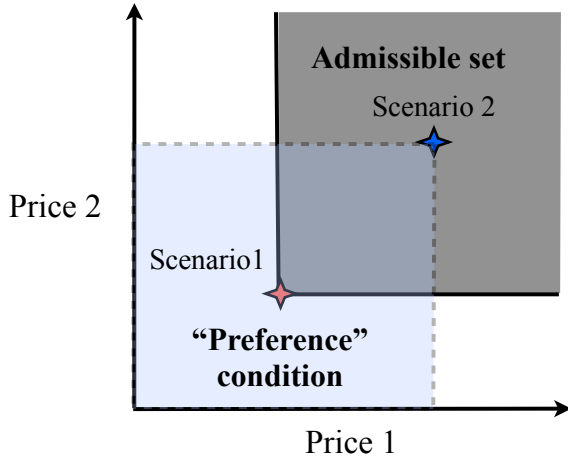 Admissible set
Scenario 2
Price 2
Scenario1
“Preference”
condition
Price 1